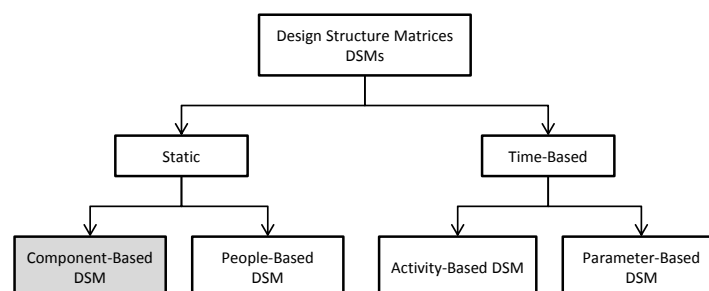 Design Structure Matrices
DSMs
Static
Time-Based
Component-Based
DSM
People-Based
DSM
Activity-Based DSM
Parameter-Based
DSM